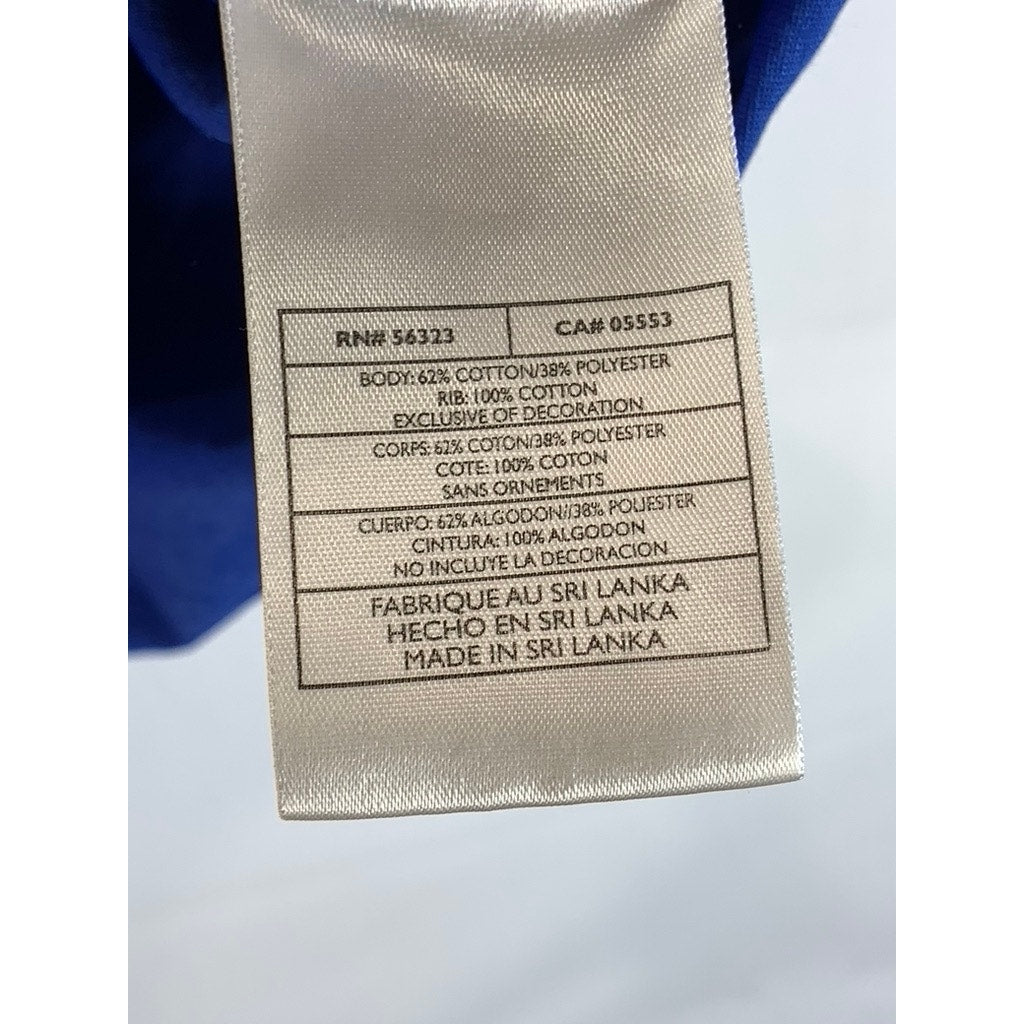 RN# 56323
CA# 05553
BODY: 62% COTTON/38% POLYESTER
RIB: 100% COTTON
EXCLUSIVE OF DECORATION
CORPS: 62% COTON/38% POLYESTER
COTE: 100% COTON
SANS ORNEMENTS
CUERPO: 62% ALGODON//38% POLIESTER
CINTURA: 100% ALGODON
NO INCLUYE LA DECORACION
FABRIQUE AU SRI LANKA
HECHO EN SRI LANKA
MADE IN SRI LANKA